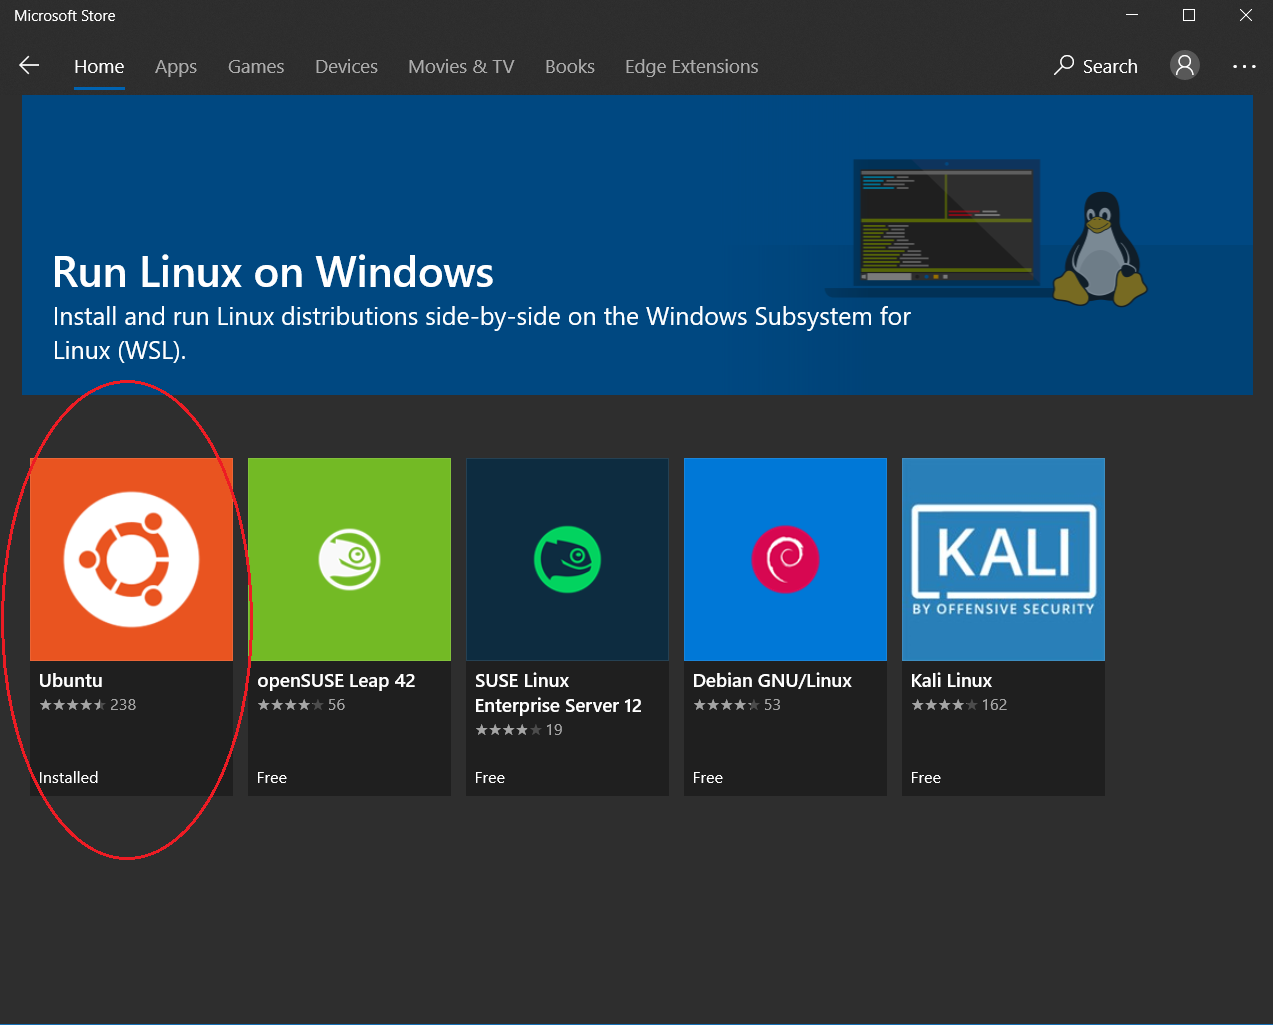 Microsoft Store
Home Apps Games Devices Movies & TV Books Edge Extensions Search
Run Linux on Windows
Install and run Linux distributions side-by-side on the Windows Subsystem for
Linux (WSL).
KALI
BY OFFENSIVE SECURITY
Ubuntu
238
Installed
openSUSE Leap 42
56
Free
SUSE Linux
Enterprise Server 12
19
Free
Debian GNU/Linux
53
Free
Kali Linux
162
Free